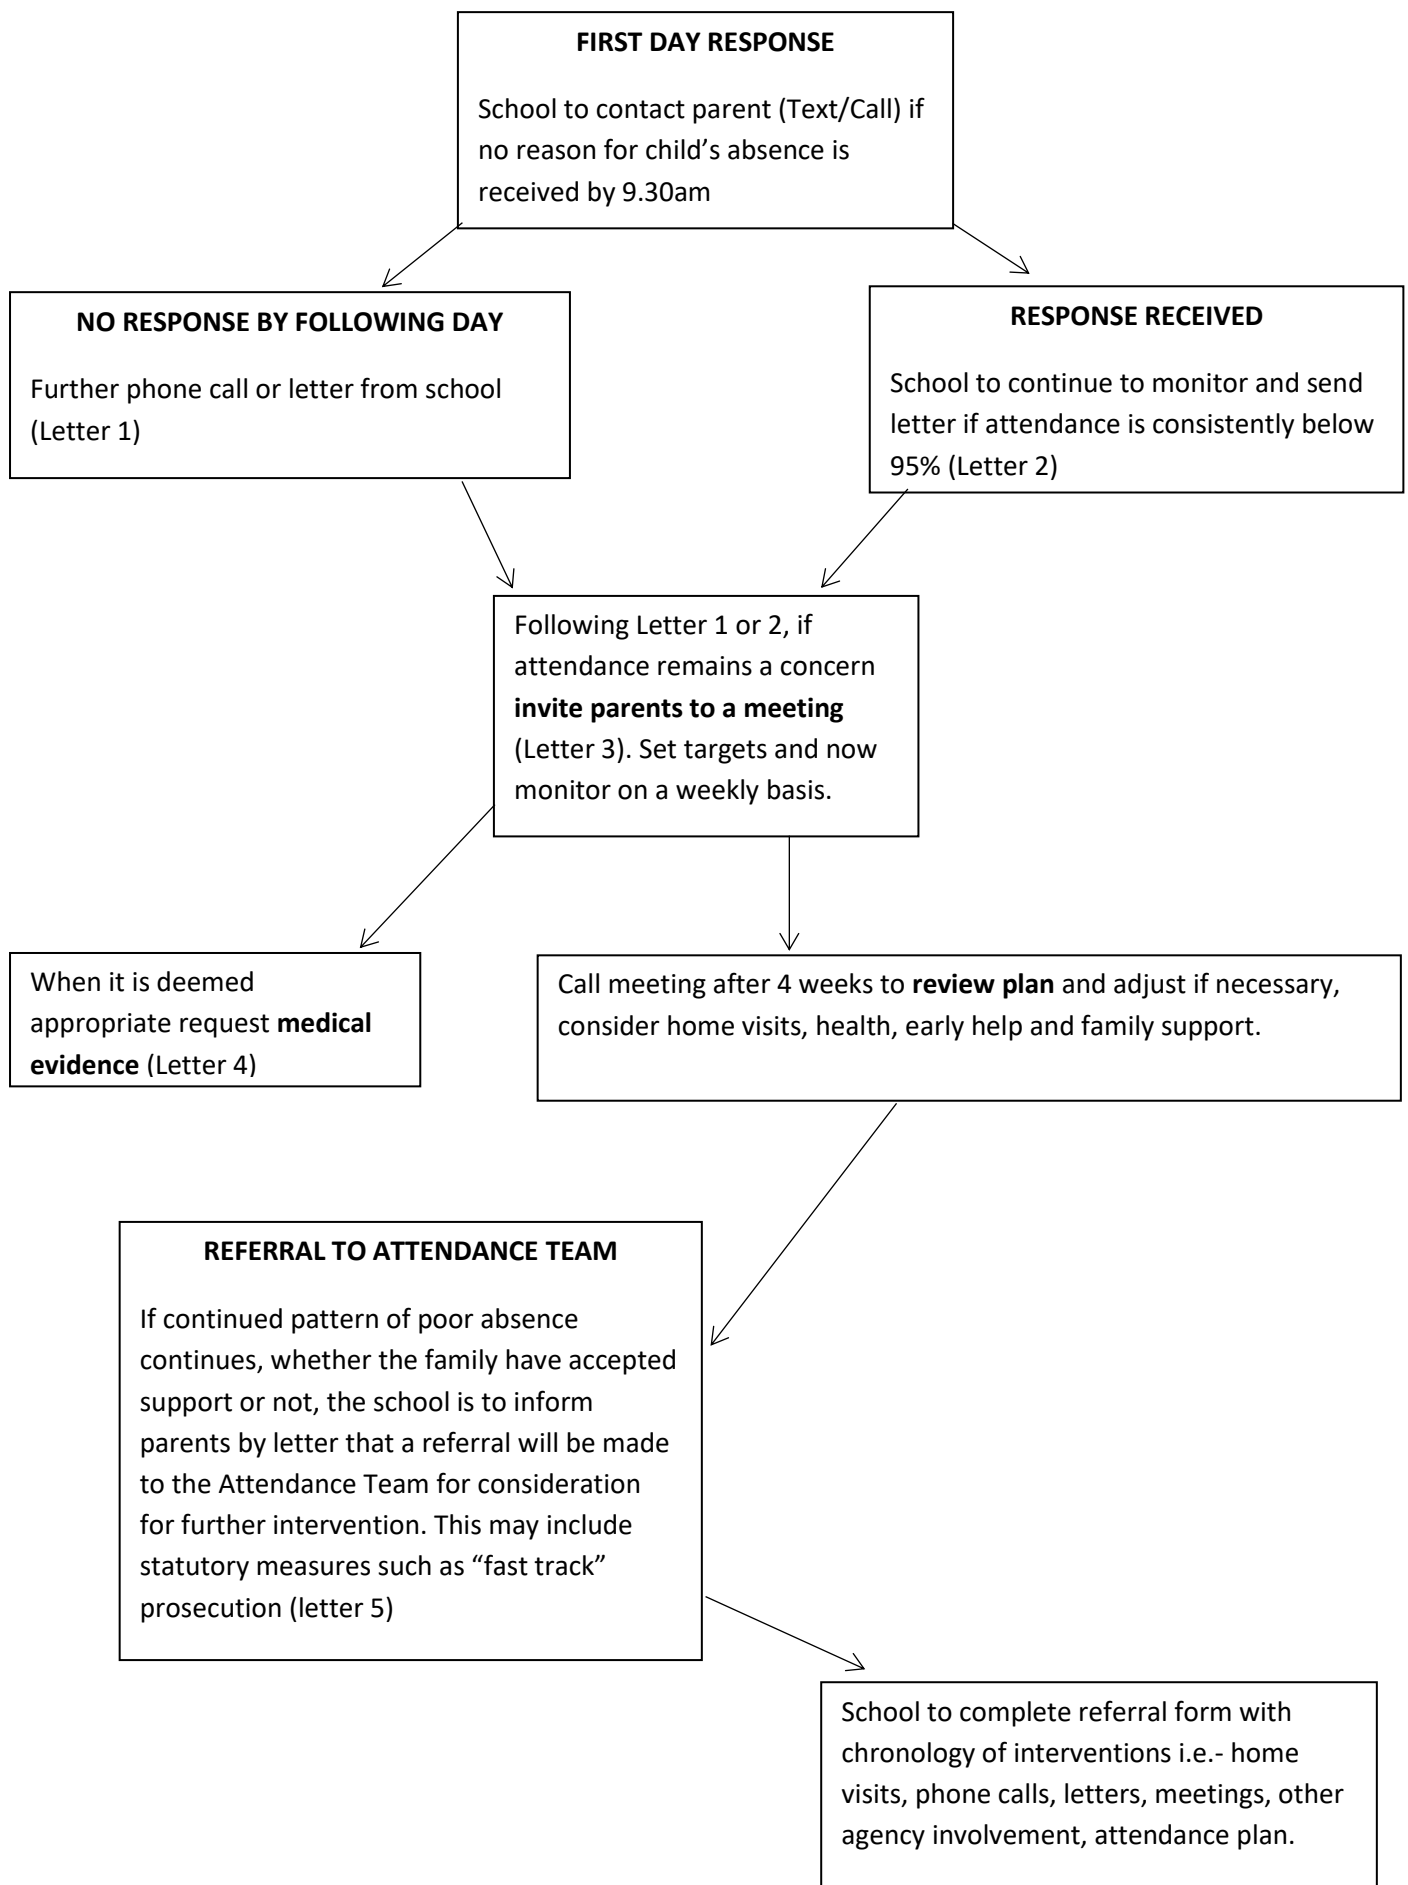 FIRST DAY RESPONSE
School to contact parent (Text/Call) if
no reason for child’s absence is
received by 9.30am
NO RESPONSE BY FOLLOWING DAY
Further phone call or letter from school
(Letter 1)
RESPONSE RECEIVED
School to continue to monitor and send
letter if attendance is consistently below
95% (Letter 2)
Following Letter 1 or 2, if
attendance remains a concern
invite parents to a meeting
(Letter 3). Set targets and now
monitor on a weekly basis.
When it is deemed
appropriate request medical
evidence (Letter 4)
Call meeting after 4 weeks to review plan and adjust if necessary,
consider home visits, health, early help and family support.
REFERRAL TO ATTENDANCE TEAM
If continued pattern of poor absence
continues, whether the family have accepted
support or not, the school is to inform
parents by letter that a referral will be made
to the Attendance Team for consideration
for further intervention. This may include
statutory measures such as “fast track”
prosecution (letter 5)
School to complete referral form with
chronology of interventions i.e.- home
visits, phone calls, letters, meetings, other
agency involvement, attendance plan.